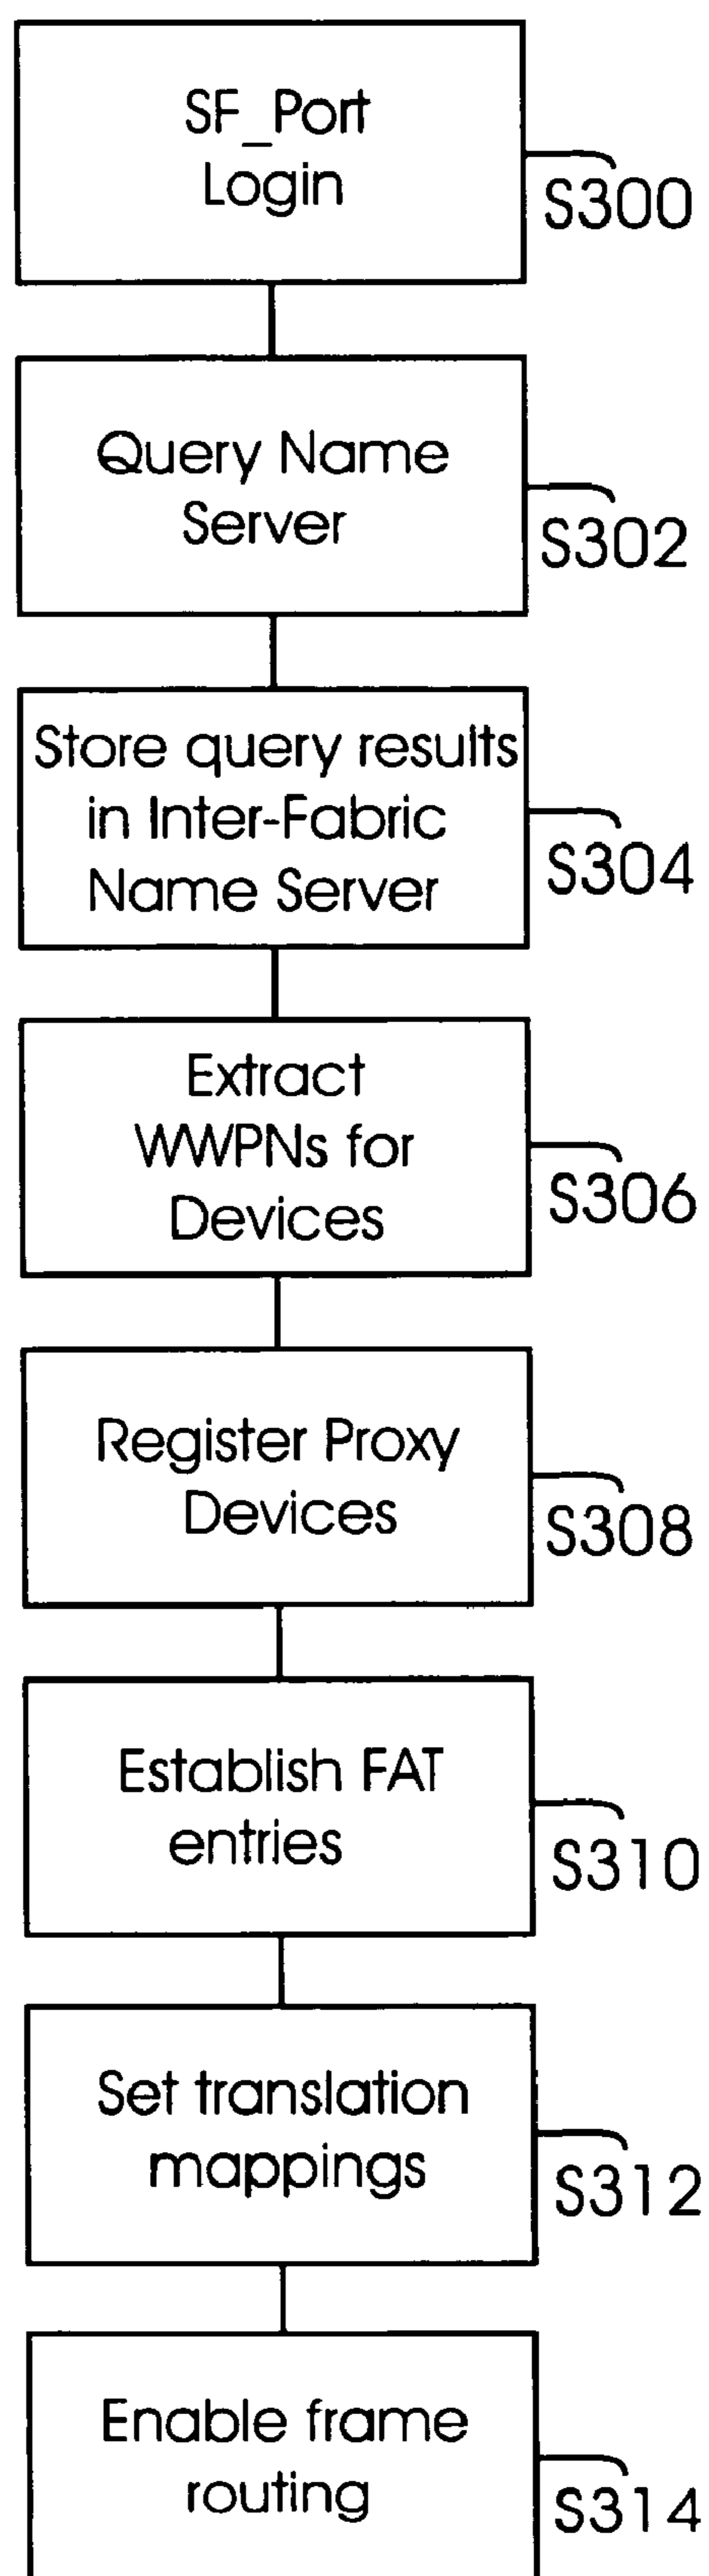 SF_Port
Login
S300
Query Name
Server
S302
Store query results
in Inter-Fabric
Name Server
S304
Extract
WWPNs for
Devices
S306
Register Proxy
Devices
S308
Establish FAT
entries
S310
Set translation
mappings
S312
Enable frame
routing
S314